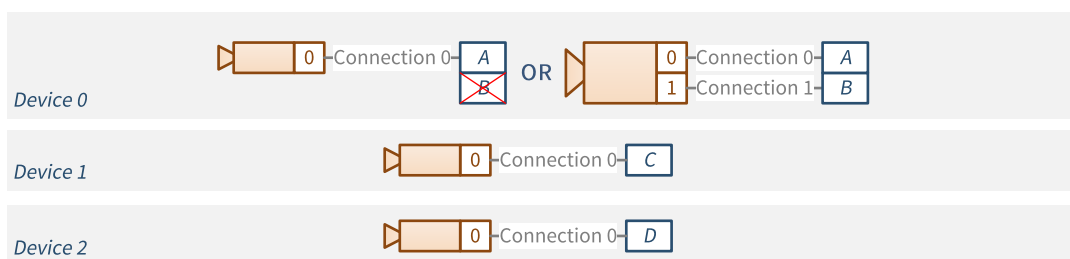 0 Connection 0 A OR 0 Connection 0 A
B 1 Connection 1 B
Device 0
0 Connection 0 C
Device 1
0 Connection 0 D
Device 2